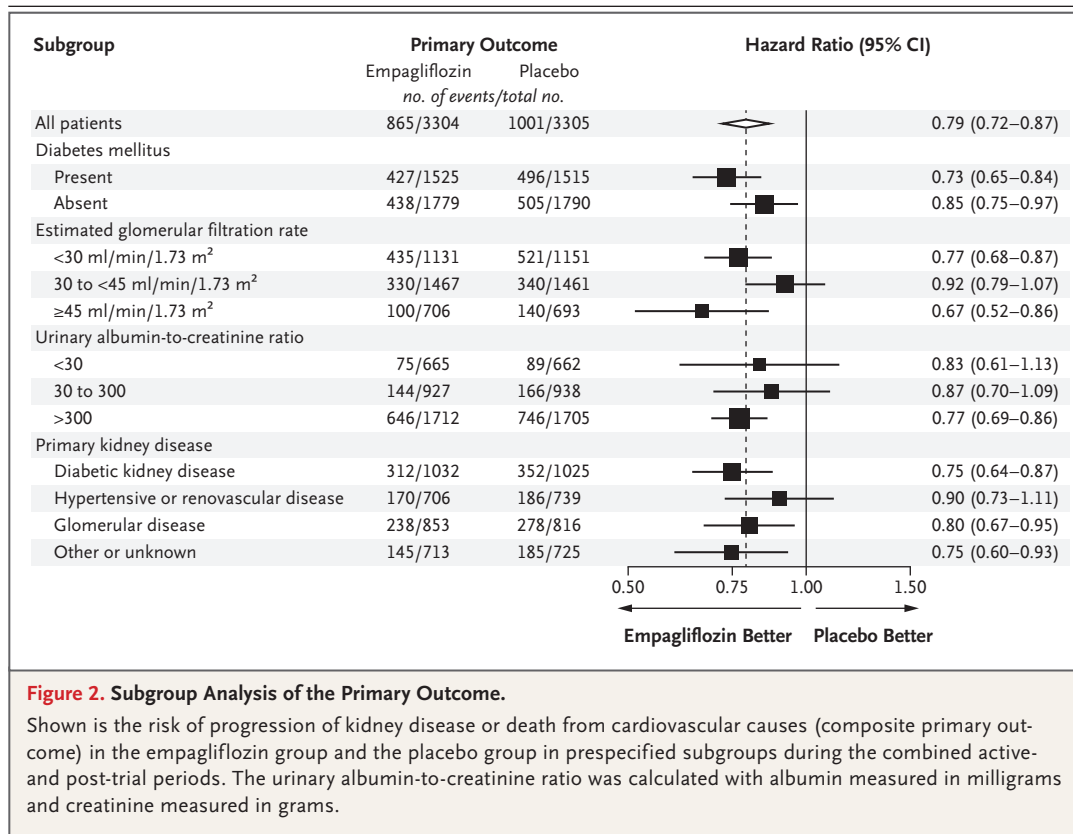 Subgroup Primary Outcome Hazard Ratio (95% CI)
Empagliflozin Placebo
no. of events/total no.
All patients 865/3304 1001/3305 0.79 (0.72–0.87)
Diabetes mellitus
Present 427/1525 496/1515 0.73 (0.65–0.84)
Absent 438/1779 505/1790 0.85 (0.75–0.97)
Estimated glomerular filtration rate
<30 ml/min/1.73 m² 435/1131 521/1151 0.77 (0.68–0.87)
30 to <45 ml/min/1.73 m² 330/1467 340/1461 0.92 (0.79–1.07)
≥45 ml/min/1.73 m² 100/706 140/693 0.67 (0.52–0.86)
Urinary albumin-to-creatinine ratio
<30 75/665 89/662 0.83 (0.61–1.13)
30 to 300 144/927 166/938 0.87 (0.70–1.09)
>300 646/1712 746/1705 0.77 (0.69–0.86)
Primary kidney disease
Diabetic kidney disease 312/1032 352/1025 0.75 (0.64–0.87)
Hypertensive or renovascular disease 170/706 186/739 0.90 (0.73–1.11)
Glomerular disease 238/853 278/816 0.80 (0.67–0.95)
Other or unknown 145/713 185/725 0.75 (0.60–0.93)
0.50 0.75 1.00 1.50
Empagliflozin Better Placebo Better
Figure 2. Subgroup Analysis of the Primary Outcome.
Shown is the risk of progression of kidney disease or death from cardiovascular causes (composite primary out-
come) in the empagliflozin group and the placebo group in prespecified subgroups during the combined active-
and post-trial periods. The urinary albumin-to-creatinine ratio was calculated with albumin measured in milligrams
and creatinine measured in grams.